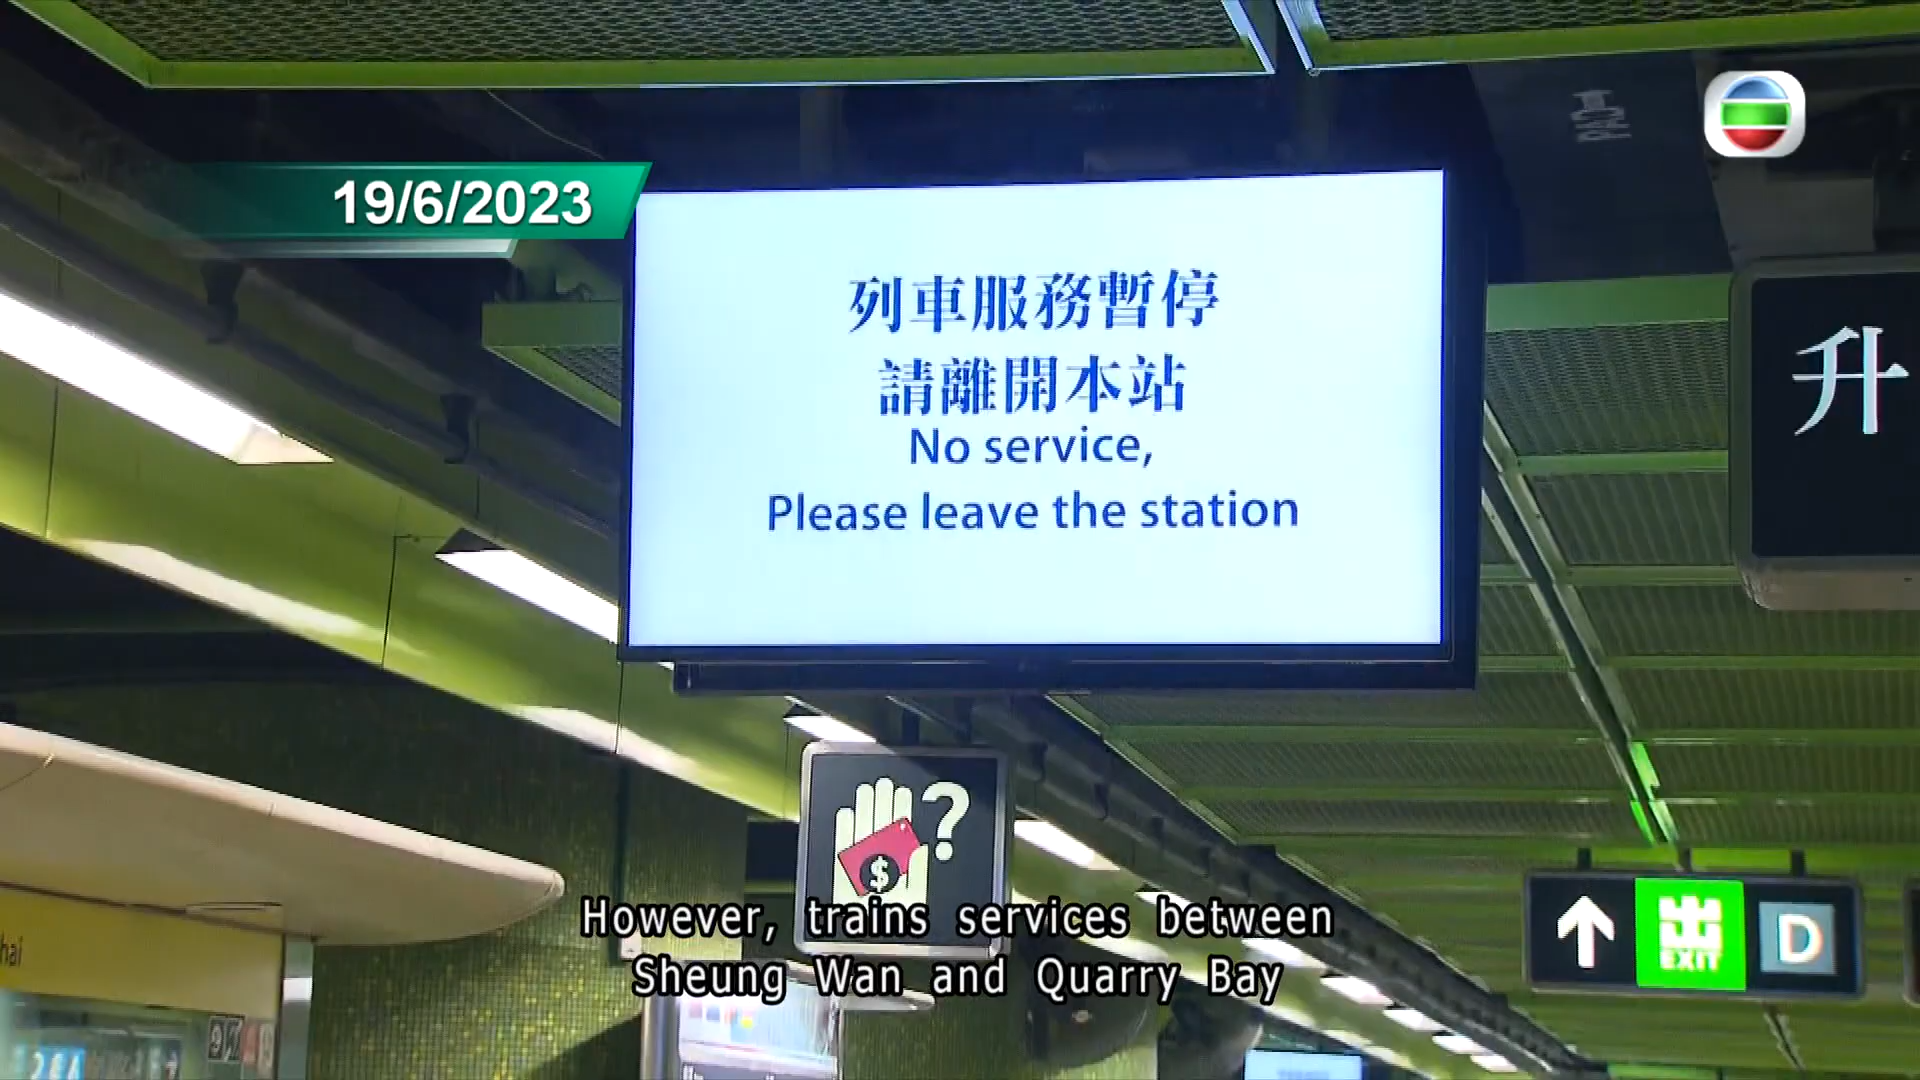 19/6/2023
列車服務暫停
請離開本站
No service,
Please leave the station
升
?
$
出 EXIT
D
hai
However, trains services between
Sheung Wan and Quarry Bay